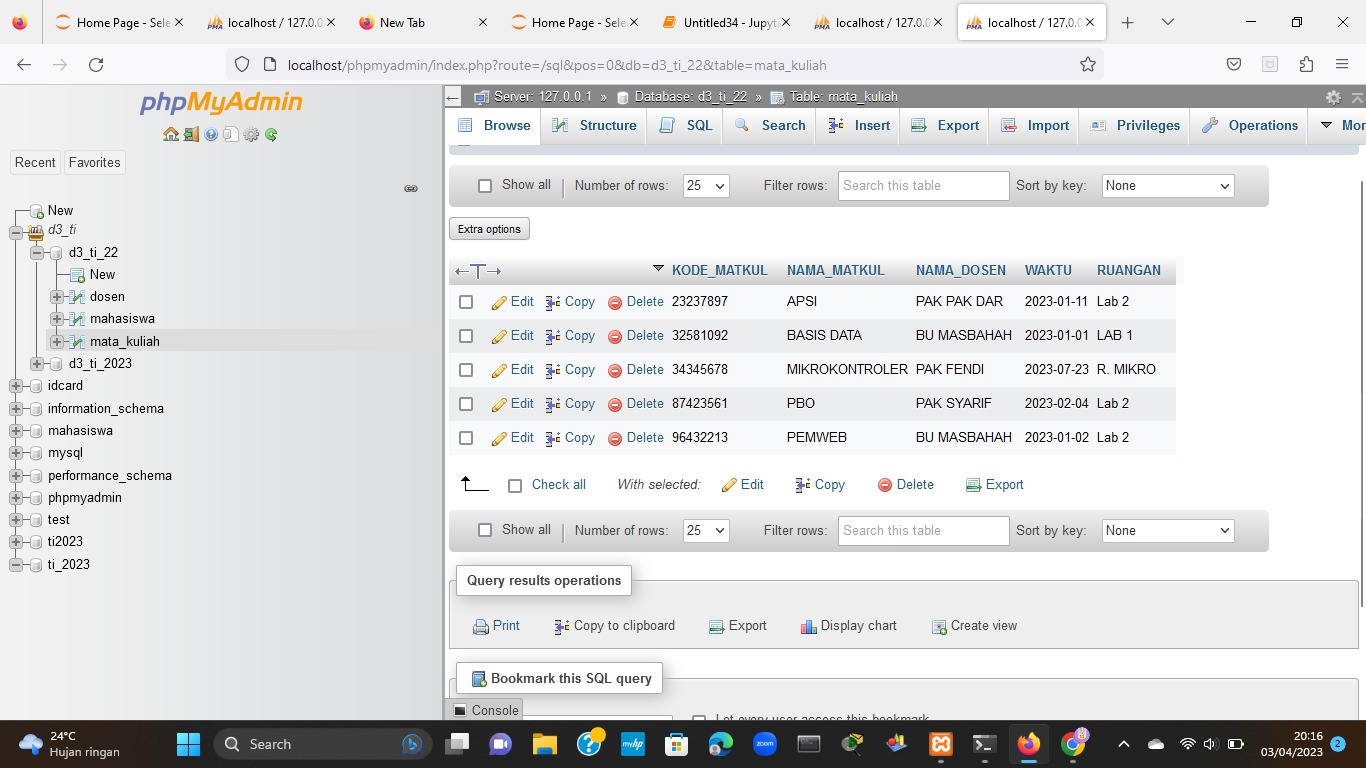 Home Page - Sele
localhost / 127.0.0
New Tab
Home Page - Sele
Untitled34 - Jupyte
localhost / 127.0.0
localhost / 127.0.0
localhost/phpmyadmin/index.php?route=/sql&pos=0&db=d3_ti_22&table=mata_kuliah
phpMyAdmin
Recent Favorites
New
d3_ti
d3_ti_22
New
dosen
mahasiswa
mata_kuliah
d3_ti_2023
idcard
information_schema
mahasiswa
mysql
performance_schema
phpmyadmin
test
ti2023
ti_2023
Server: 127.0.0.1 » Database: d3_ti_22 » Table: mata_kuliah
Browse Structure SQL Search Insert Export Import Privileges Operations Mor
Show all Number of rows: 25 Filter rows: Search this table Sort by key: None
Extra options
←T→ KODE_MATKUL NAMA_MATKUL NAMA_DOSEN WAKTU RUANGAN
Edit Copy Delete 23237897 APSI PAK PAK DAR 2023-01-11 Lab 2
Edit Copy Delete 32581092 BASIS DATA BU MASBAHAH 2023-01-01 LAB 1
Edit Copy Delete 34345678 MIKROKONTROLER PAK FENDI 2023-07-23 R. MIKRO
Edit Copy Delete 87423561 PBO PAK SYARIF 2023-02-04 Lab 2
Edit Copy Delete 96432213 PEMWEB BU MASBAHAH 2023-01-02 Lab 2
Check all With selected: Edit Copy Delete Export
Show all Number of rows: 25 Filter rows: Search this table Sort by key: None
Query results operations
Print Copy to clipboard Export Display chart Create view
Bookmark this SQL query
Console
Let every user access this bookmark
24°C
Hujan ringan
Search
myhp
zoom
20:16
03/04/2023
2